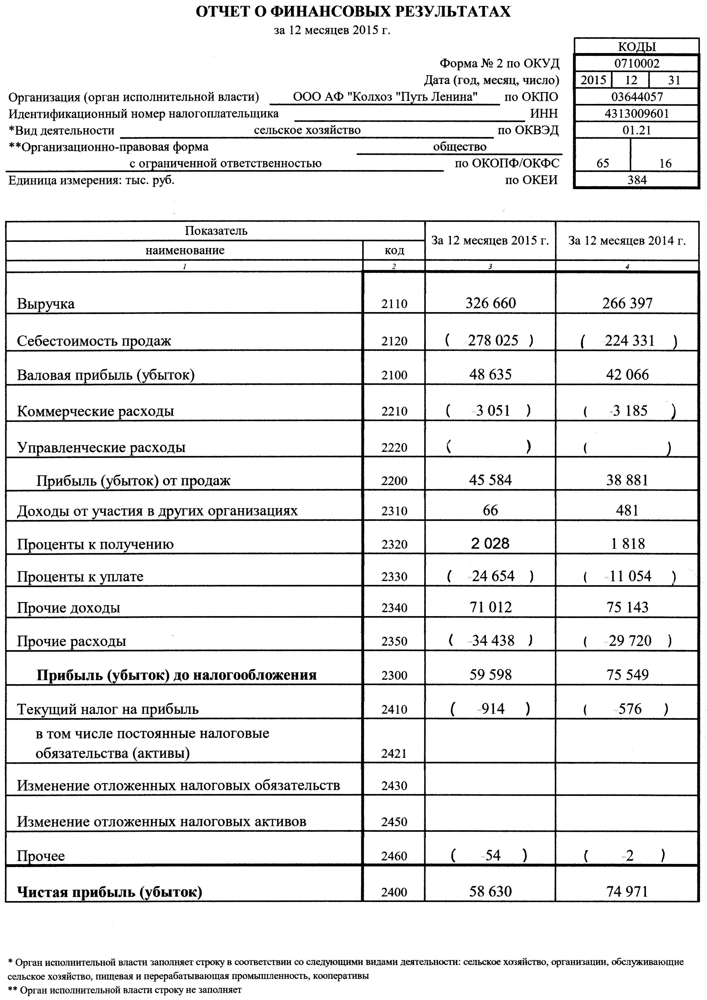 ОТЧЕТ О ФИНАНСОВЫХ РЕЗУЛЬТАТАХ
за 12 месяцев 2015 г.
КОДЫ
Форма № 2 по ОКУД 0710002
Дата (год, месяц, число) 2015 12 31
Организация (орган исполнительной власти) ООО АФ "Колхоз "Путь Ленина" по ОКПО 03644057
Идентификационный номер налогоплательщика ИНН 4313009601
*Вид деятельности сельское хозяйство по ОКВЭД 01.21
**Организационно-правовая форма общество
с ограниченной ответственностью по ОКОПФ/ОКФС 65 16
Единица измерения: тыс. руб. по ОКЕИ 384
Показатель За 12 месяцев 2015 г. За 12 месяцев 2014 г.
наименование код
1 2 3 4
Выручка 2110 326 660 266 397
Себестоимость продаж 2120 ( -278 025 ) ( -224 331 )
Валовая прибыль (убыток) 2100 48 635 42 066
Коммерческие расходы 2210 ( -3 051 ) ( -3 185 )
Управленческие расходы 2220 ( ) ( )
Прибыль (убыток) от продаж 2200 45 584 38 881
Доходы от участия в других организациях 2310 66 481
Проценты к получению 2320 2 028 1 818
Проценты к уплате 2330 ( -24 654 ) ( -11 054 )
Прочие доходы 2340 71 012 75 143
Прочие расходы 2350 ( -34 438 ) ( -29 720 )
Прибыль (убыток) до налогообложения 2300 59 598 75 549
Текущий налог на прибыль 2410 ( -914 ) ( -576 )
в том числе постоянные налоговые
обязательства (активы) 2421
Изменение отложенных налоговых обязательств 2430
Изменение отложенных налоговых активов 2450
Прочее 2460 ( -54 ) ( -2 )
Чистая прибыль (убыток) 2400 58 630 74 971
* Орган исполнительной власти заполняет строку в соответствии со следующими видами деятельности: сельское хозяйство, организации, обслуживающие
сельское хозяйство, пищевая и перерабатывающая промышленность, кооперативы
** Орган исполнительной власти строку не заполняет